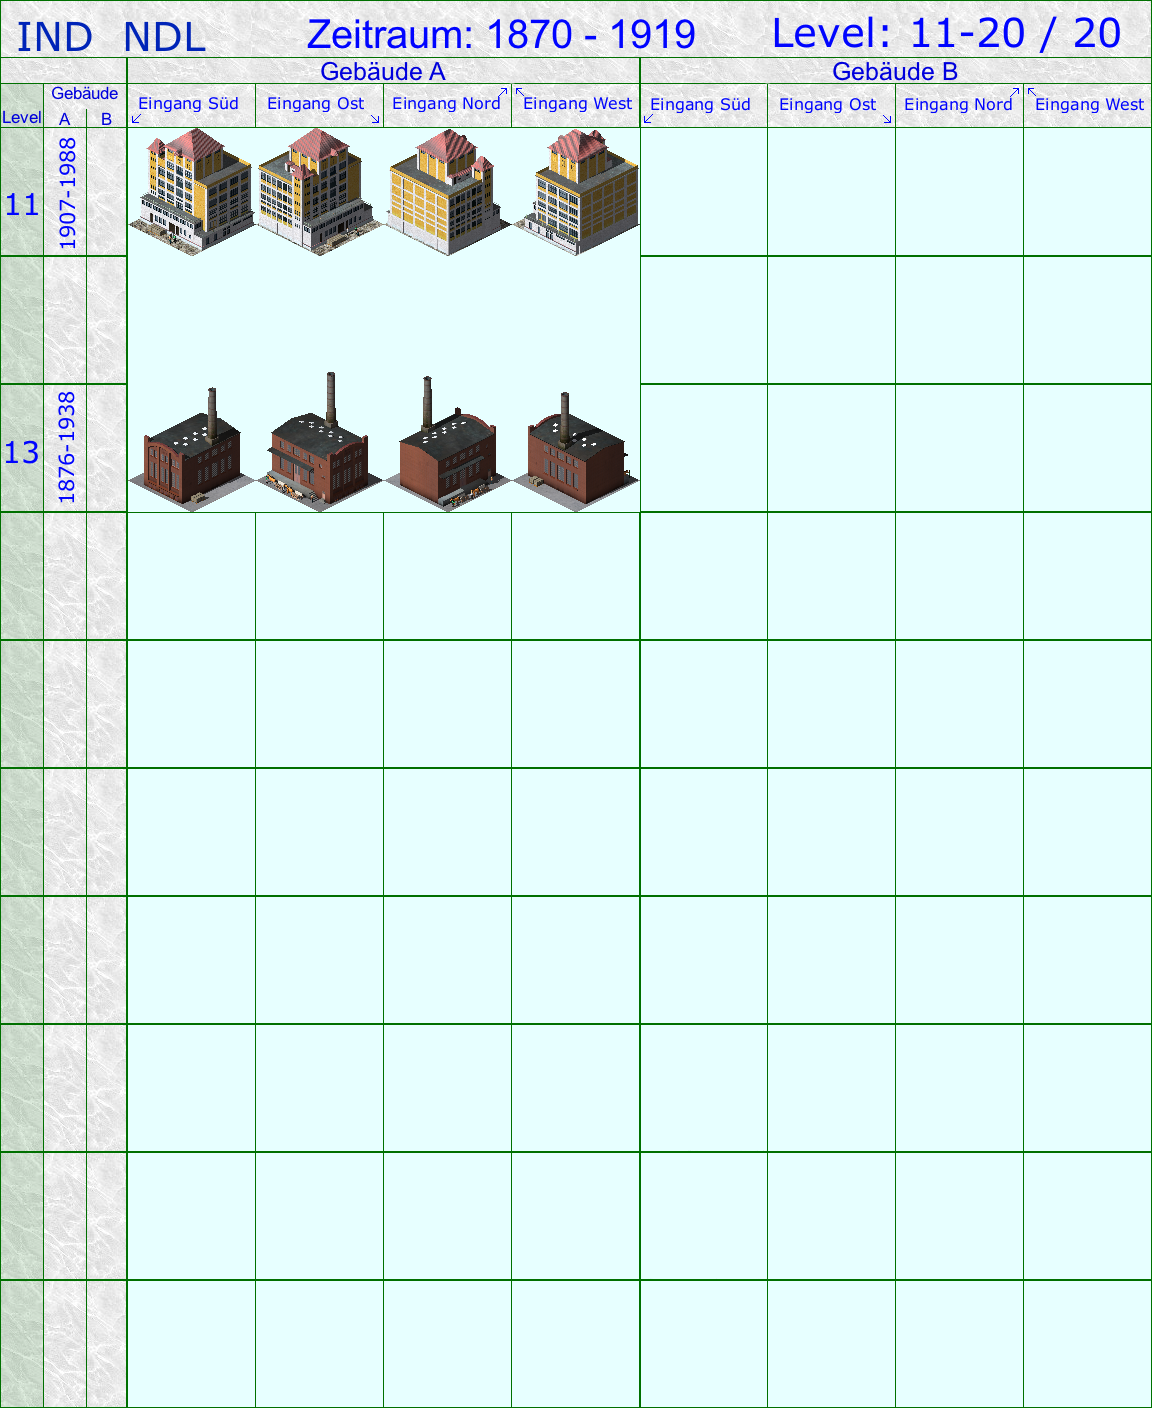 IND NDL Zeitraum: 1870 - 1919 Level: 11-20 / 20
Gebäude A Gebäude B
Level Gebäude A B Eingang Süd Eingang Ost Eingang Nord Eingang West Eingang Süd Eingang Ost Eingang Nord Eingang West
11 1907-1988
13 1876-1938